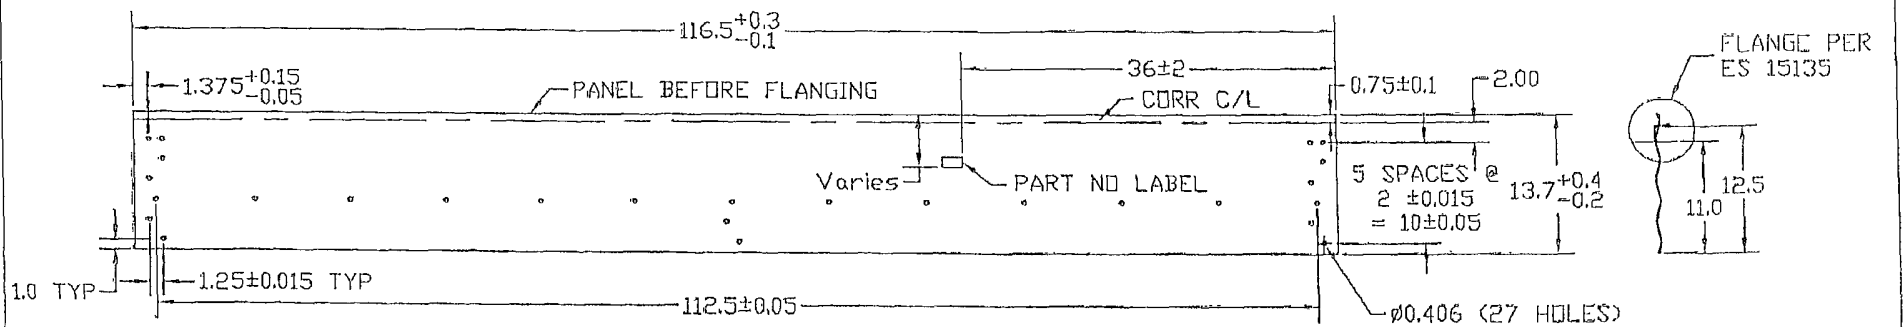 116.5+0.3
-0.1
FLANGE PER
ES 15135
36±2
1.375+0.15
-0.05
PANEL BEFORE FLANGING
CORR C/L
0.75±0.1
2.00
Varies
PART NO LABEL
5 SPACES @
2 ±0.015
= 10±0.05
13.7+0.4
-0.2
11.0
12.5
1.0 TYP
1.25±0.015 TYP
112.5±0.05
Ø0.406 (27 HOLES)